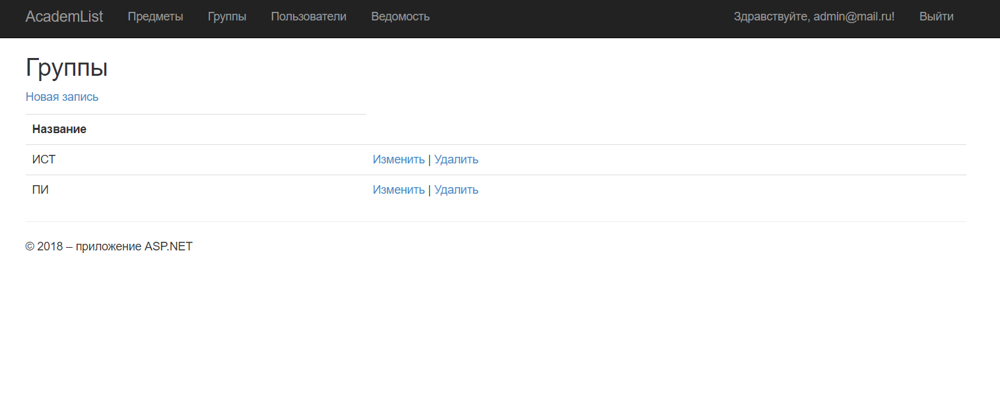 AcademList Предметы Группы Пользователи Ведомость Здравствуйте, admin@mail.ru! Выйти
Группы
Новая запись
Название
ИСТ Изменить | Удалить
ПИ Изменить | Удалить
© 2018 – приложение ASP.NET